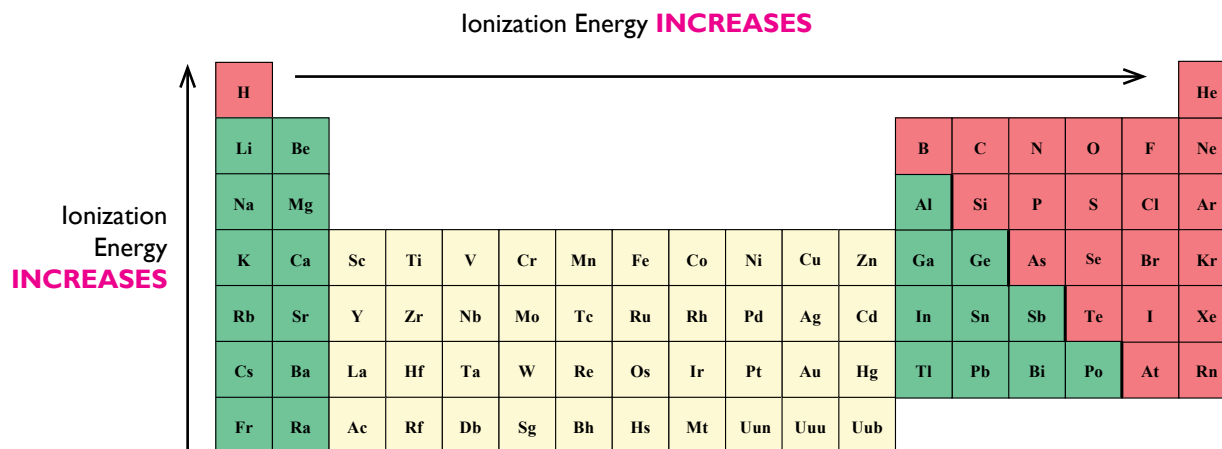 Ionization Energy INCREASES
H He
Li Be B C N O F Ne
Na Mg Al Si P S Cl Ar
Ionization
Energy
INCREASES
K Ca Sc Ti V Cr Mn Fe Co Ni Cu Zn Ga Ge As Se Br Kr
Rb Sr Y Zr Nb Mo Tc Ru Rh Pd Ag Cd In Sn Sb Te I Xe
Cs Ba La Hf Ta W Re Os Ir Pt Au Hg Tl Pb Bi Po At Rn
Fr Ra Ac Rf Db Sg Bh Hs Mt Uun Uuu Uub